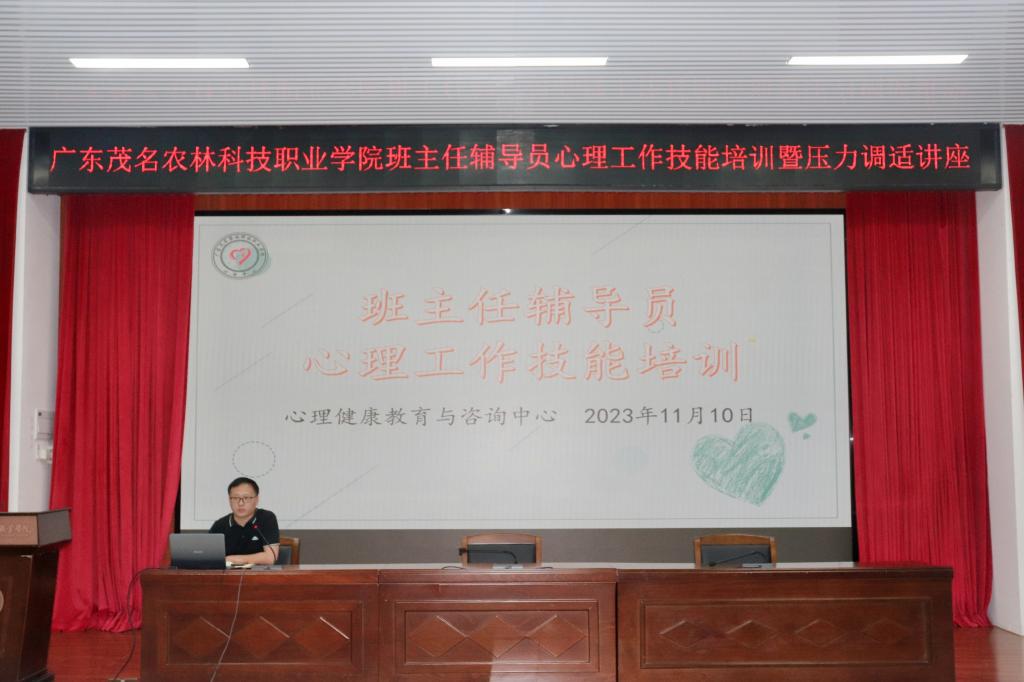 广东茂名农林科技职业学院班主任辅导员心理工作技能培训暨压力调适讲座
班主任辅导员
心理工作技能培训
心理健康教育与咨询中心 2023年11月10日